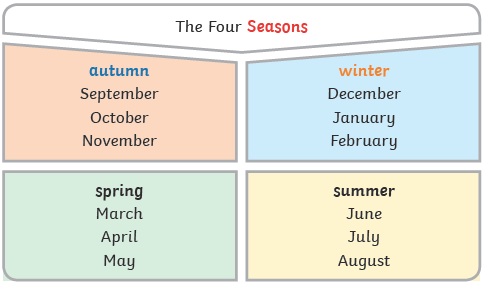 The Four Seasons
autumn
September
October
November
winter
December
January
February
spring
March
April
May
summer
June
July
August